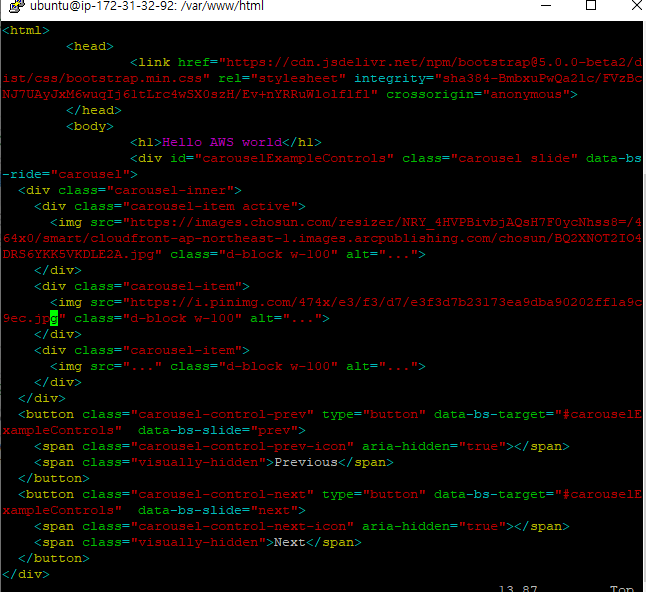 ubuntu@ip-172-31-32-92: /var/www/html
<html>
<head>
<link href="https://cdn.jsdelivr.net/npm/bootstrap@5.0.0-beta2/d
ist/css/bootstrap.min.css" rel="stylesheet" integrity="sha384-BmbxuPwQa2lc/FVzBc
NJ7UAyJxM6wuqIj61tLrc4wSX0szH/Ev+nYRRuWlolflfl" crossorigin="anonymous">
</head>
<body>
<h1>Hello AWS world</h1>
<div id="carouselExampleControls" class="carousel slide" data-bs
-ride="carousel">
<div class="carousel-inner">
<div class="carousel-item active">
<img src="https://images.chosun.com/resizer/NRY_4HVPBivbjAQsH7F0ycNhss8=/4
64x0/smart/cloudfront-ap-northeast-1.images.arcpublishing.com/chosun/BQ2XNOT2IO4
DRS6YKK5VKDLE2A.jpg" class="d-block w-100" alt="...">
</div>
<div class="carousel-item">
<img src="https://i.pinimg.com/474x/e3/f3/d7/e3f3d7b23173ea9dba90202ff1a9c
9ec.jpg" class="d-block w-100" alt="...">
</div>
<div class="carousel-item">
<img src="..." class="d-block w-100" alt="...">
</div>
</div>
<button class="carousel-control-prev" type="button" data-bs-target="#carouselE
xampleControls"  data-bs-slide="prev">
<span class="carousel-control-prev-icon" aria-hidden="true"></span>
<span class="visually-hidden">Previous</span>
</button>
<button class="carousel-control-next" type="button" data-bs-target="#carouselE
xampleControls"  data-bs-slide="next">
<span class="carousel-control-next-icon" aria-hidden="true"></span>
<span class="visually-hidden">Next</span>
</button>
</div>
13,87 Top